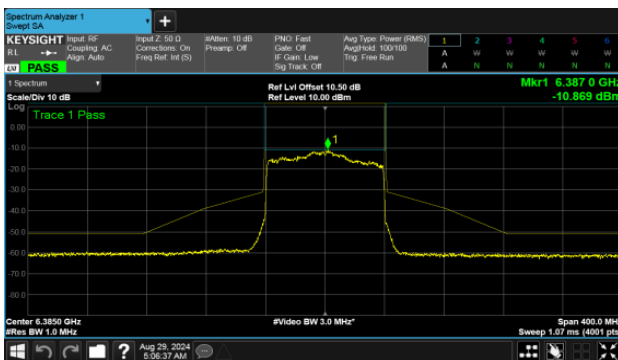 Spectrum Analyzer 1
Swept SA
+
KEYSIGHT
Input: RF
Input Z: 50 Ω
#Atten: 10 dB
PNO: Fast
Avg Type: Power (RMS)
1 2 3 4 5 6
R L
Coupling: AC
Corrections: On
Preamp: Off
Gate: Off
Avg|Hold: 100/100
A W W W W W
Align: Auto
Freq Ref: Int (S)
IF Gain: Low
Trig: Free Run
LXI PASS
Sig Track: Off
A N N N N N
1 Spectrum
Ref Lvl Offset 10.50 dB
Mkr1 6.387 0 GHz
Scale/Div 10 dB
Ref Level 10.00 dBm
-10.869 dBm
Log
Trace 1 Pass
0.00
1
-10.0
-20.0
-30.0
-40.0
-50.0
-60.0
-70.0
-80.0
Center 6.3850 GHz
#Video BW 3.0 MHz*
Span 400.0 MH
#Res BW 1.0 MHz
Sweep 1.07 ms (4001 pts
?
Aug 29, 2024
5:06:37 AM